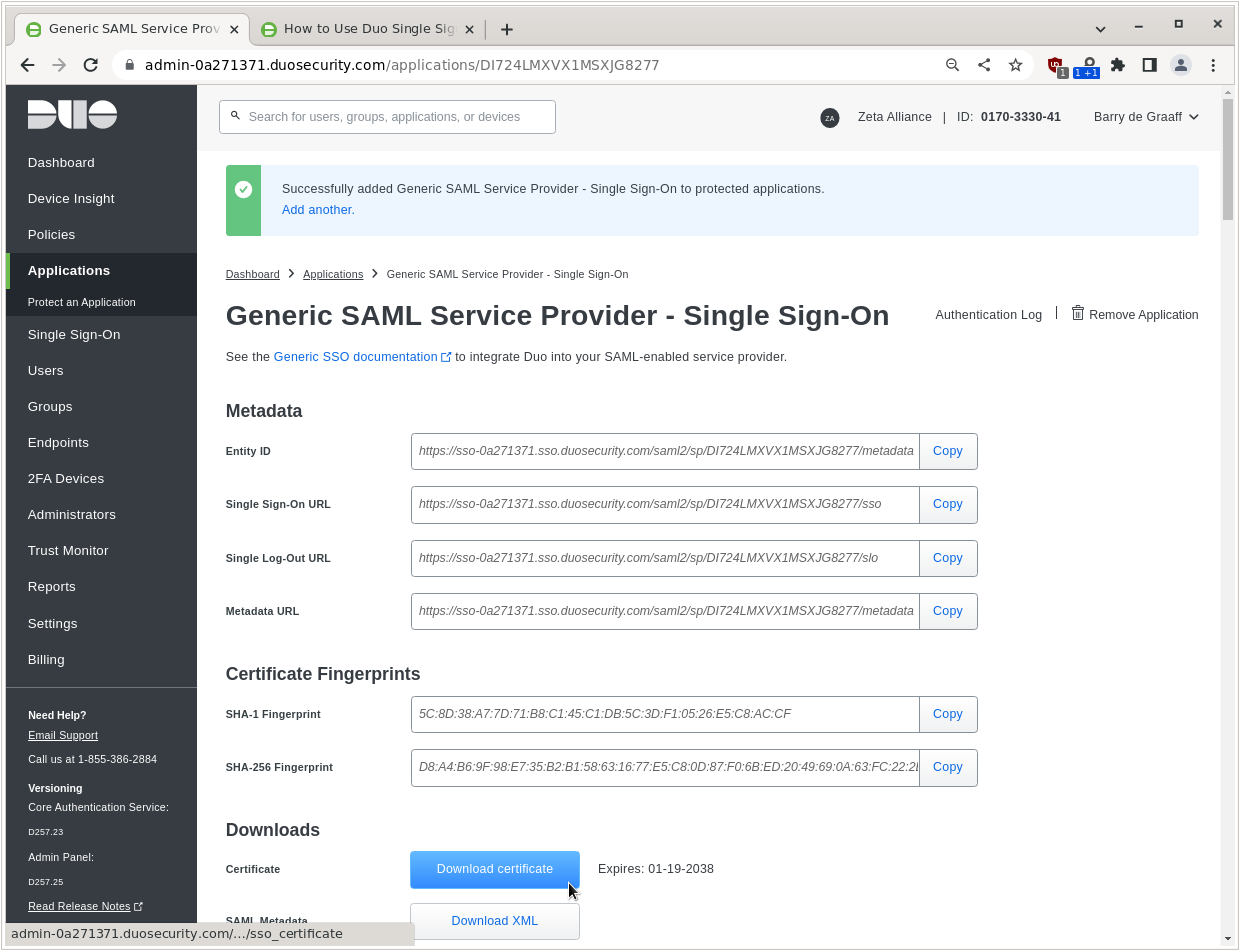 Generic SAML Service Prov
How to Use Duo Single Sig
admin-0a271371.duosecurity.com/applications/DI724LMXVX1MSXJG8277
1
1 +1
DUO
Search for users, groups, applications, or devices
ZA
Zeta Alliance | ID: 0170-3330-41
Barry de Graaff
Dashboard
Device Insight
Policies
Applications
Protect an Application
Single Sign-On
Users
Groups
Endpoints
2FA Devices
Administrators
Trust Monitor
Reports
Settings
Billing
Need Help?
Email Support
Call us at 1-855-386-2884
Versioning
Core Authentication Service:
D257.23
Admin Panel:
D257.25
Read Release Notes
Successfully added Generic SAML Service Provider - Single Sign-On to protected applications.
Add another.
Dashboard > Applications > Generic SAML Service Provider - Single Sign-On
Generic SAML Service Provider - Single Sign-On
Authentication Log | Remove Application
See the Generic SSO documentation to integrate Duo into your SAML-enabled service provider.
Metadata
Entity ID
https://sso-0a271371.sso.duosecurity.com/saml2/sp/DI724LMXVX1MSXJG8277/metadata
Copy
Single Sign-On URL
https://sso-0a271371.sso.duosecurity.com/saml2/sp/DI724LMXVX1MSXJG8277/sso
Copy
Single Log-Out URL
https://sso-0a271371.sso.duosecurity.com/saml2/sp/DI724LMXVX1MSXJG8277/slo
Copy
Metadata URL
https://sso-0a271371.sso.duosecurity.com/saml2/sp/DI724LMXVX1MSXJG8277/metadata
Copy
Certificate Fingerprints
SHA-1 Fingerprint
5C:8D:38:A7:7D:71:B8:C1:45:C1:DB:5C:3D:F1:05:26:E5:C8:AC:CF
Copy
SHA-256 Fingerprint
D8:A4:B6:9F:98:E7:35:B2:B1:58:63:16:77:E5:C8:0D:87:F0:6B:ED:20:49:69:0A:63:FC:22:2
Copy
Downloads
Certificate
Download certificate
Expires: 01-19-2038
SAML Metadata
Download XML
admin-0a271371.duosecurity.com/.../sso_certificate